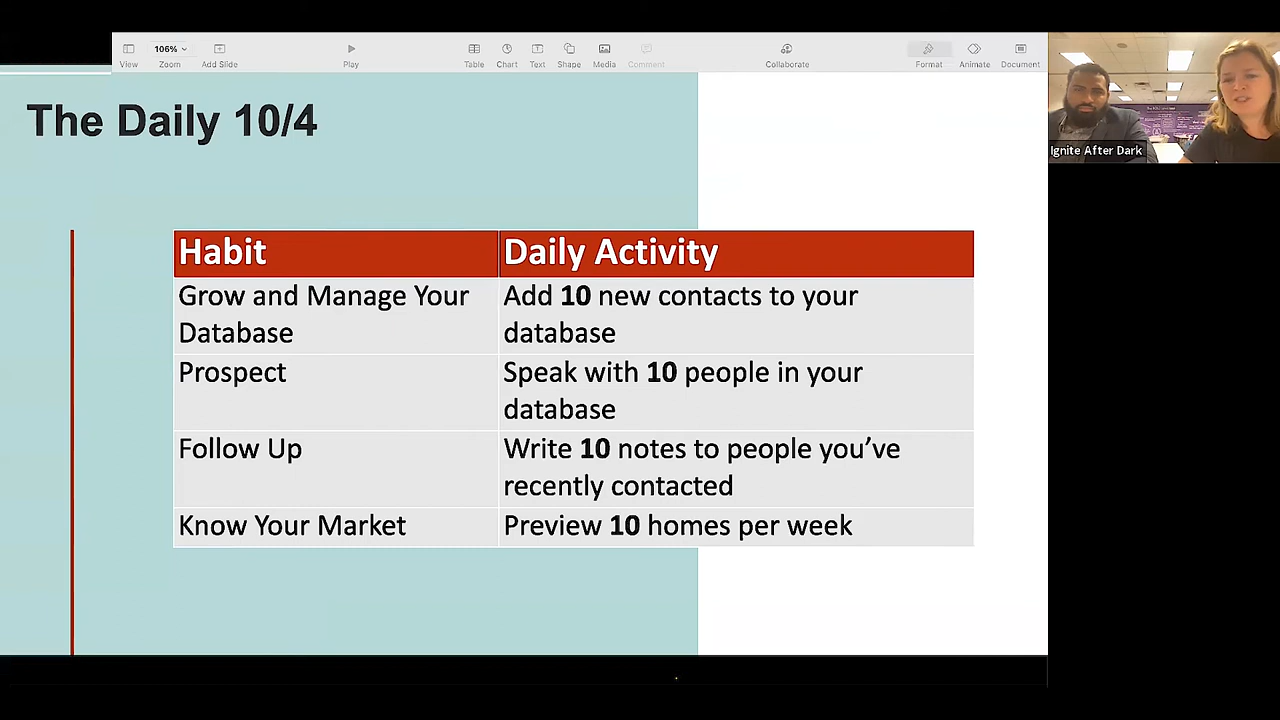 106%
View
Zoom
Add Slide
Play
Table
Chart
Text
Shape
Media
Comment
Collaborate
Format
Animate
Document
The Daily 10/4
Habit
Daily Activity
Grow and Manage Your
Database
Add 10 new contacts to your
database
Prospect
Speak with 10 people in your
database
Follow Up
Write 10 notes to people you’ve
recently contacted
Know Your Market
Preview 10 homes per week
Ignite After Dark